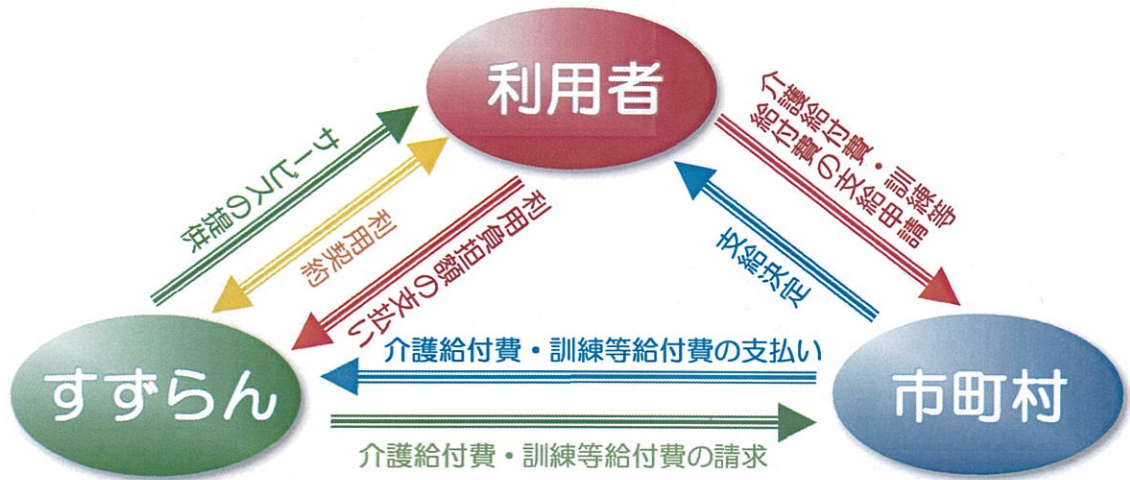 利用者
介護給付費・訓練等
給付費の支給申請
サービスの提供
利用契約
利用負担額の支払い
支給決定
介護給付費・訓練等給付費の支払い
すずらん
市町村
介護給付費・訓練等給付費の請求